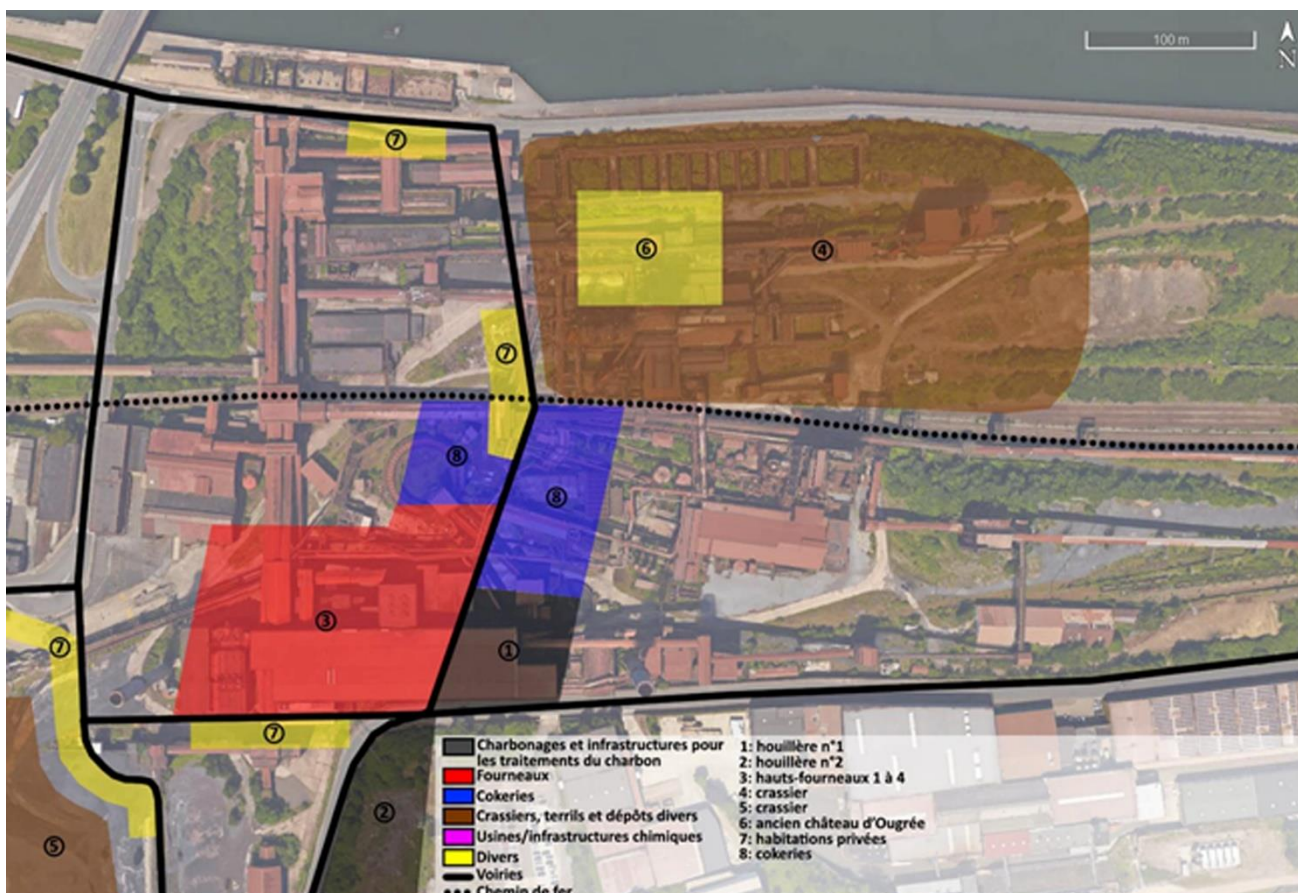 100 m
N
7
6
4
7
8
8
3
1
7
7
2
5
Charbonages et infrastructures pour
les traitements du charbon
Fourneaux
Cokeries
Crassiers, terrils et dépôts divers
Usines/infrastructures chimiques
Divers
Voiries
Chemin de fer
1: houillère n°1
2: houillère n°2
3: hauts-fourneaux 1 à 4
4: crassier
5: crassier
6: ancien château d'Ougrée
7: habitations privées
8: cokeries